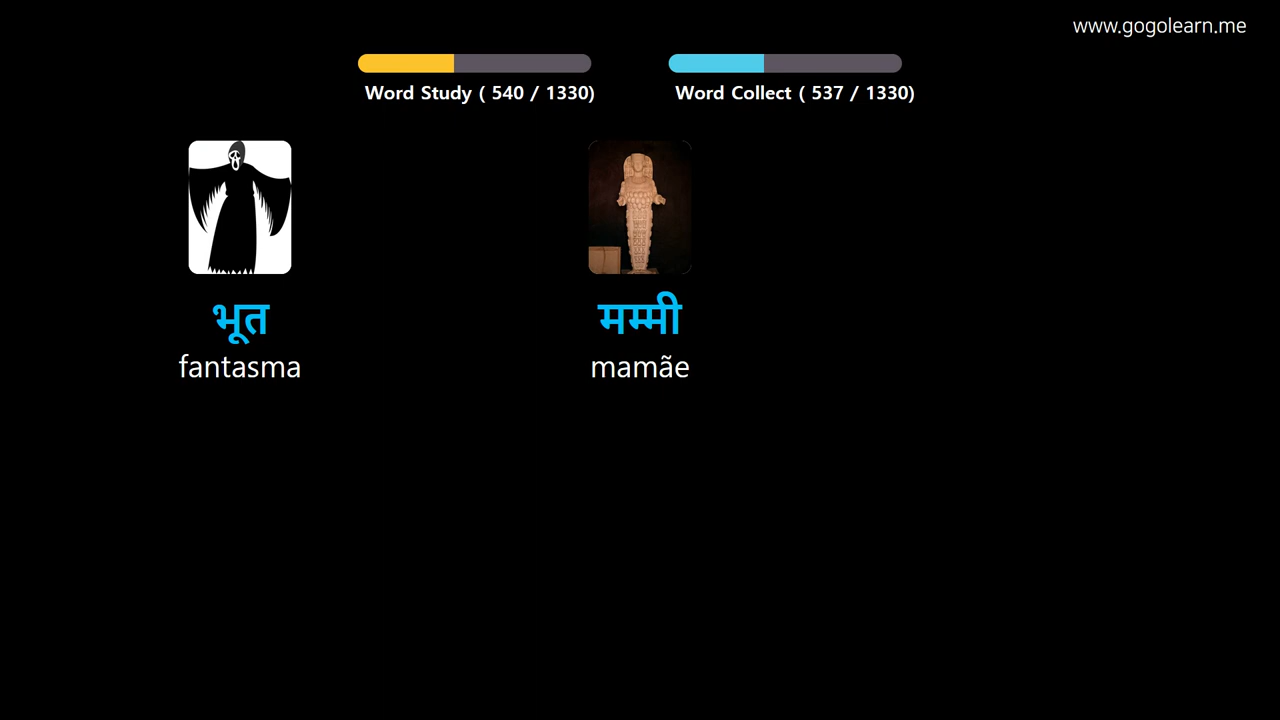 www.gogolearn.me
Word Study ( 540 / 1330)
Word Collect ( 537 / 1330)
भूत
मम्मी
fantasma
mamãe